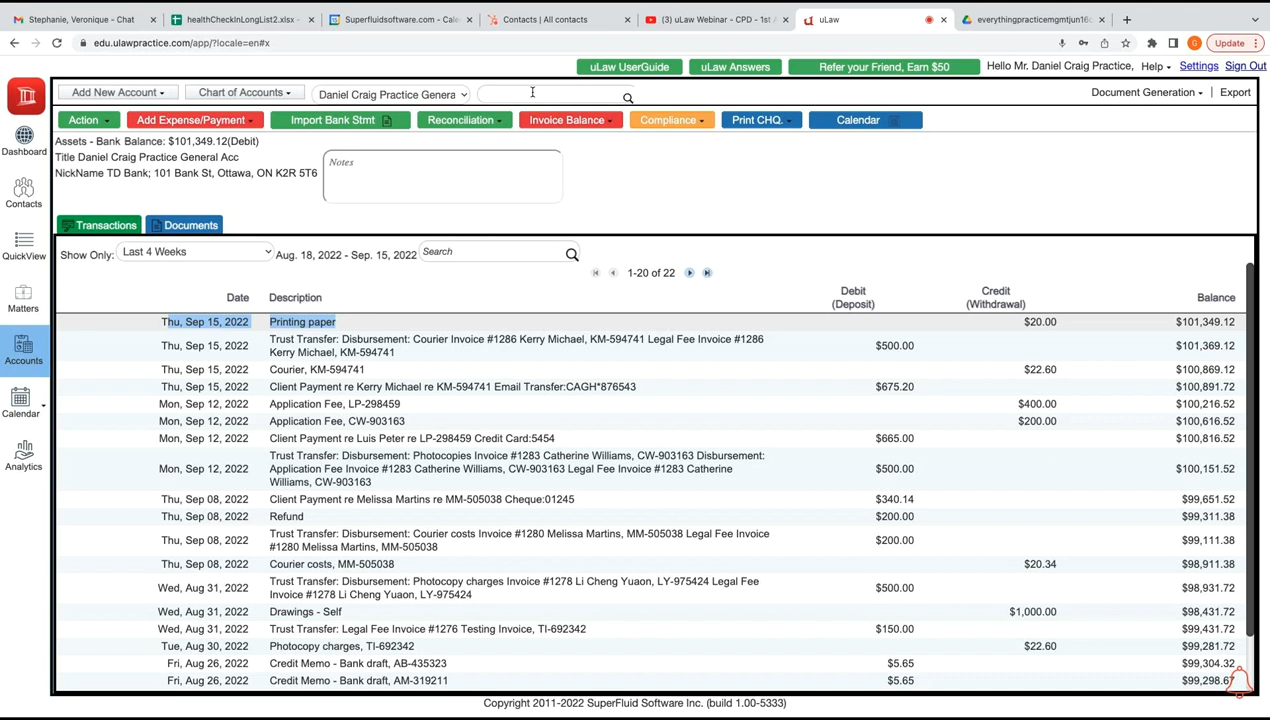 Stephanie, Veronique - Chat
healthCheckInLongList2.xlsx -
Superfluidsoftware.com - Cale
Contacts | All contacts
uLaw Webinar - CPD - 1st A
uLaw
everythingpracticemgmtjun16c
edu.ulawpractice.com/app/?locale=en#x
G
Update
uLaw UserGuide
uLaw Answers
Refer your Friend, Earn $50
Hello Mr. Daniel Craig Practice,
Help
Settings
Sign Out
Add New Account
Chart of Accounts
Daniel Craig Practice Genera
Document Generation
Export
Action
Add Expense/Payment
Import Bank Stmt
Reconciliation
Invoice Balance
Compliance
Print CHQ.
Calendar
Assets - Bank Balance: $101,349.12(Debit)
Title Daniel Craig Practice General Acc
NickName TD Bank; 101 Bank St, Ottawa, ON K2R 5T6
Notes
Dashboard
Contacts
QuickView
Matters
Accounts
Calendar
Analytics
Transactions
Documents
Show Only:
Last 4 Weeks
Aug. 18, 2022 - Sep. 15, 2022
Search
1-20 of 22
Date Description Debit (Deposit) Credit (Withdrawal) Balance
Thu, Sep 15, 2022 Printing paper $20.00 $101,349.12
Thu, Sep 15, 2022 Trust Transfer: Disbursement: Courier Invoice #1286 Kerry Michael, KM-594741 Legal Fee Invoice #1286 $500.00 $101,369.12
Kerry Michael, KM-594741
Thu, Sep 15, 2022 Courier, KM-594741 $22.60 $100,869.12
Thu, Sep 15, 2022 Client Payment re Kerry Michael re KM-594741 Email Transfer:CAGH*876543 $675.20 $100,891.72
Mon, Sep 12, 2022 Application Fee, LP-298459 $400.00 $100,216.52
Mon, Sep 12, 2022 Application Fee, CW-903163 $200.00 $100,616.52
Mon, Sep 12, 2022 Client Payment re Luis Peter re LP-298459 Credit Card:5454 $665.00 $100,816.52
Mon, Sep 12, 2022 Trust Transfer: Disbursement: Photocopies Invoice #1283 Catherine Williams, CW-903163 Disbursement: $500.00 $100,151.52
Application Fee Invoice #1283 Catherine Williams, CW-903163 Legal Fee Invoice #1283 Catherine
Williams, CW-903163
Thu, Sep 08, 2022 Client Payment re Melissa Martins re MM-505038 Cheque:01245 $340.14 $99,651.52
Thu, Sep 08, 2022 Refund $200.00 $99,311.38
Thu, Sep 08, 2022 Trust Transfer: Disbursement: Courier costs Invoice #1280 Melissa Martins, MM-505038 Legal Fee Invoice $200.00 $99,111.38
#1280 Melissa Martins, MM-505038
Thu, Sep 08, 2022 Courier costs, MM-505038 $20.34 $98,911.38
Wed, Aug 31, 2022 Trust Transfer: Disbursement: Photocopy charges Invoice #1278 Li Cheng Yuaon, LY-975424 Legal Fee $500.00 $98,931.72
Invoice #1278 Li Cheng Yuaon, LY-975424
Wed, Aug 31, 2022 Drawings - Self $1,000.00 $98,431.72
Wed, Aug 31, 2022 Trust Transfer: Legal Fee Invoice #1276 Testing Invoice, TI-692342 $150.00 $99,431.72
Tue, Aug 30, 2022 Photocopy charges, TI-692342 $22.60 $99,281.72
Fri, Aug 26, 2022 Credit Memo - Bank draft, AB-435323 $5.65 $99,304.32
Fri, Aug 26, 2022 Credit Memo - Bank draft, AM-319211 $5.65 $99,298.67
Copyright 2011-2022 SuperFluid Software Inc. (build 1.00-5333)